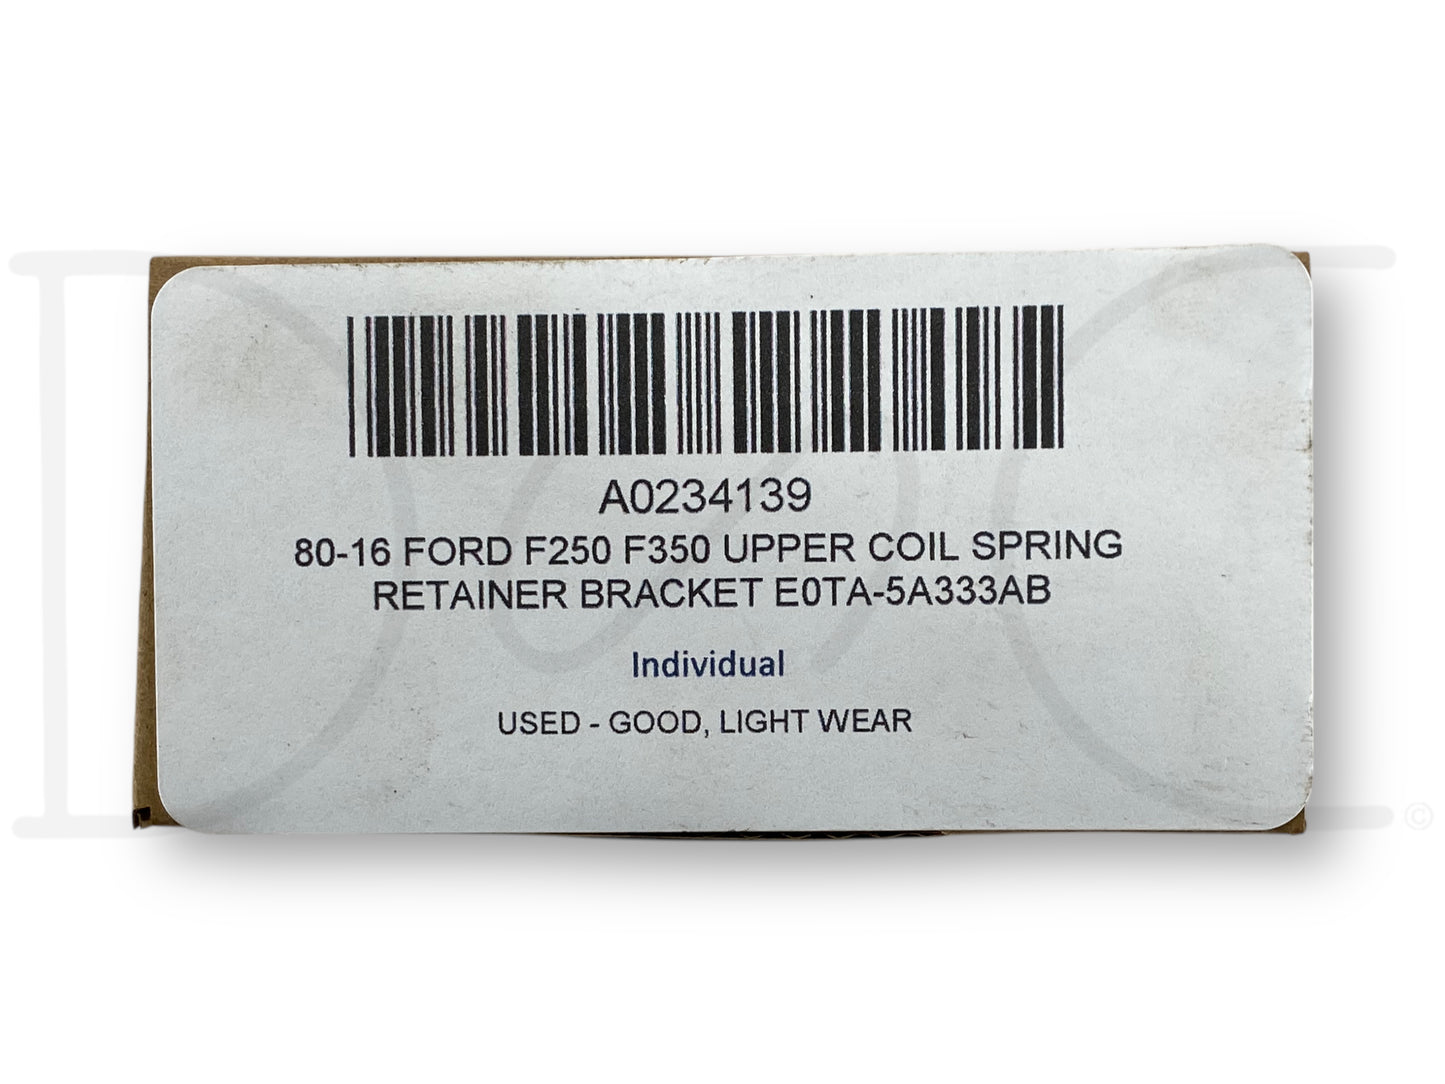 A0234139
80-16 FORD F250 F350 UPPER COIL SPRING
RETAINER BRACKET E0TA-5A333AB
Individual
USED - GOOD, LIGHT WEAR